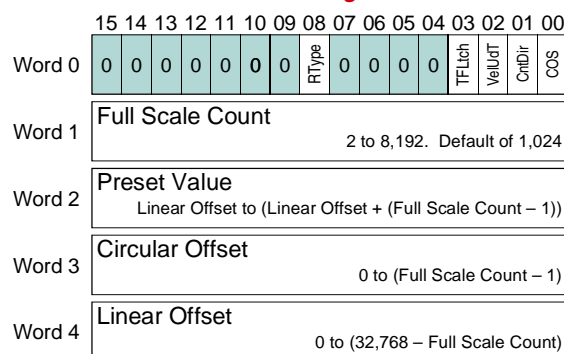 15 14 13 12 11 10 09 08 07 06 05 04 03 02 01 00
Word 0 0 0 0 0 0 0 0 RType 0 0 0 0 TFLtch VelUdT CntDir COS
Word 1 Full Scale Count
2 to 8,192. Default of 1,024
Word 2 Preset Value
Linear Offset to (Linear Offset + (Full Scale Count – 1))
Word 3 Circular Offset
0 to (Full Scale Count – 1)
Word 4 Linear Offset
0 to (32,768 – Full Scale Count)